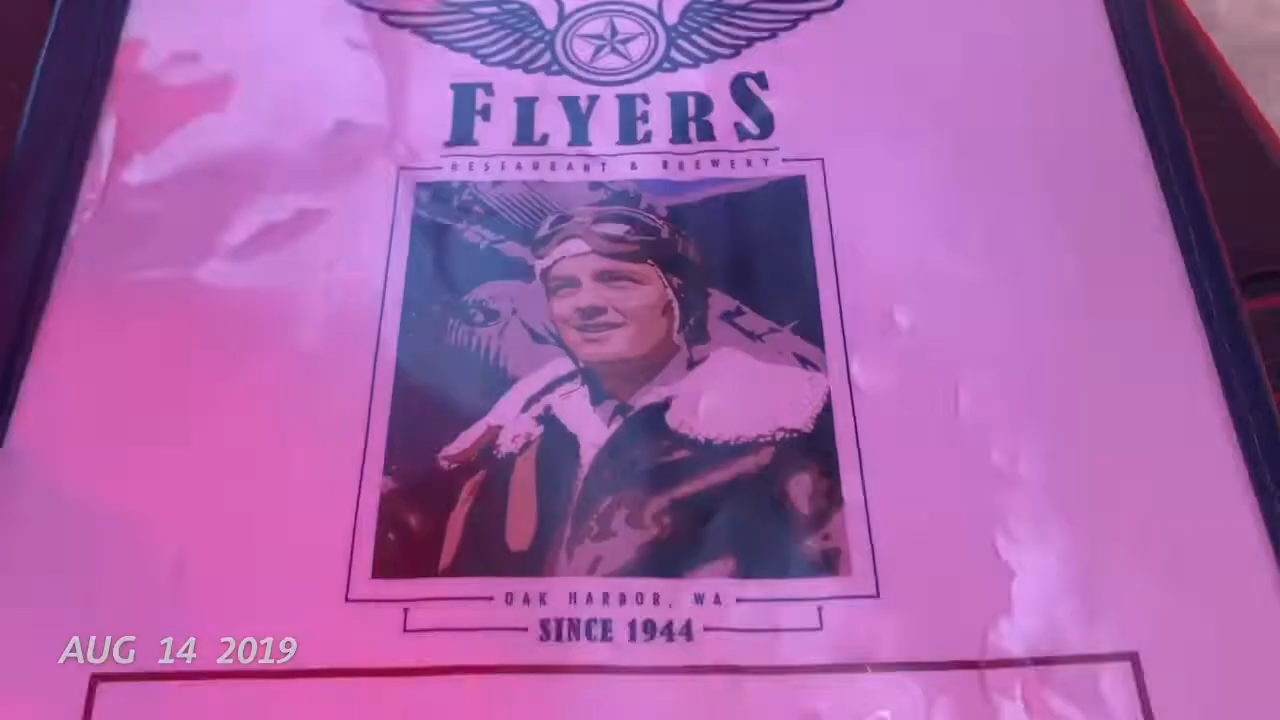 FLYERS
RESTAURANT & BREWERY
OAK HARBOR, WA
SINCE 1944
AUG 14 2019